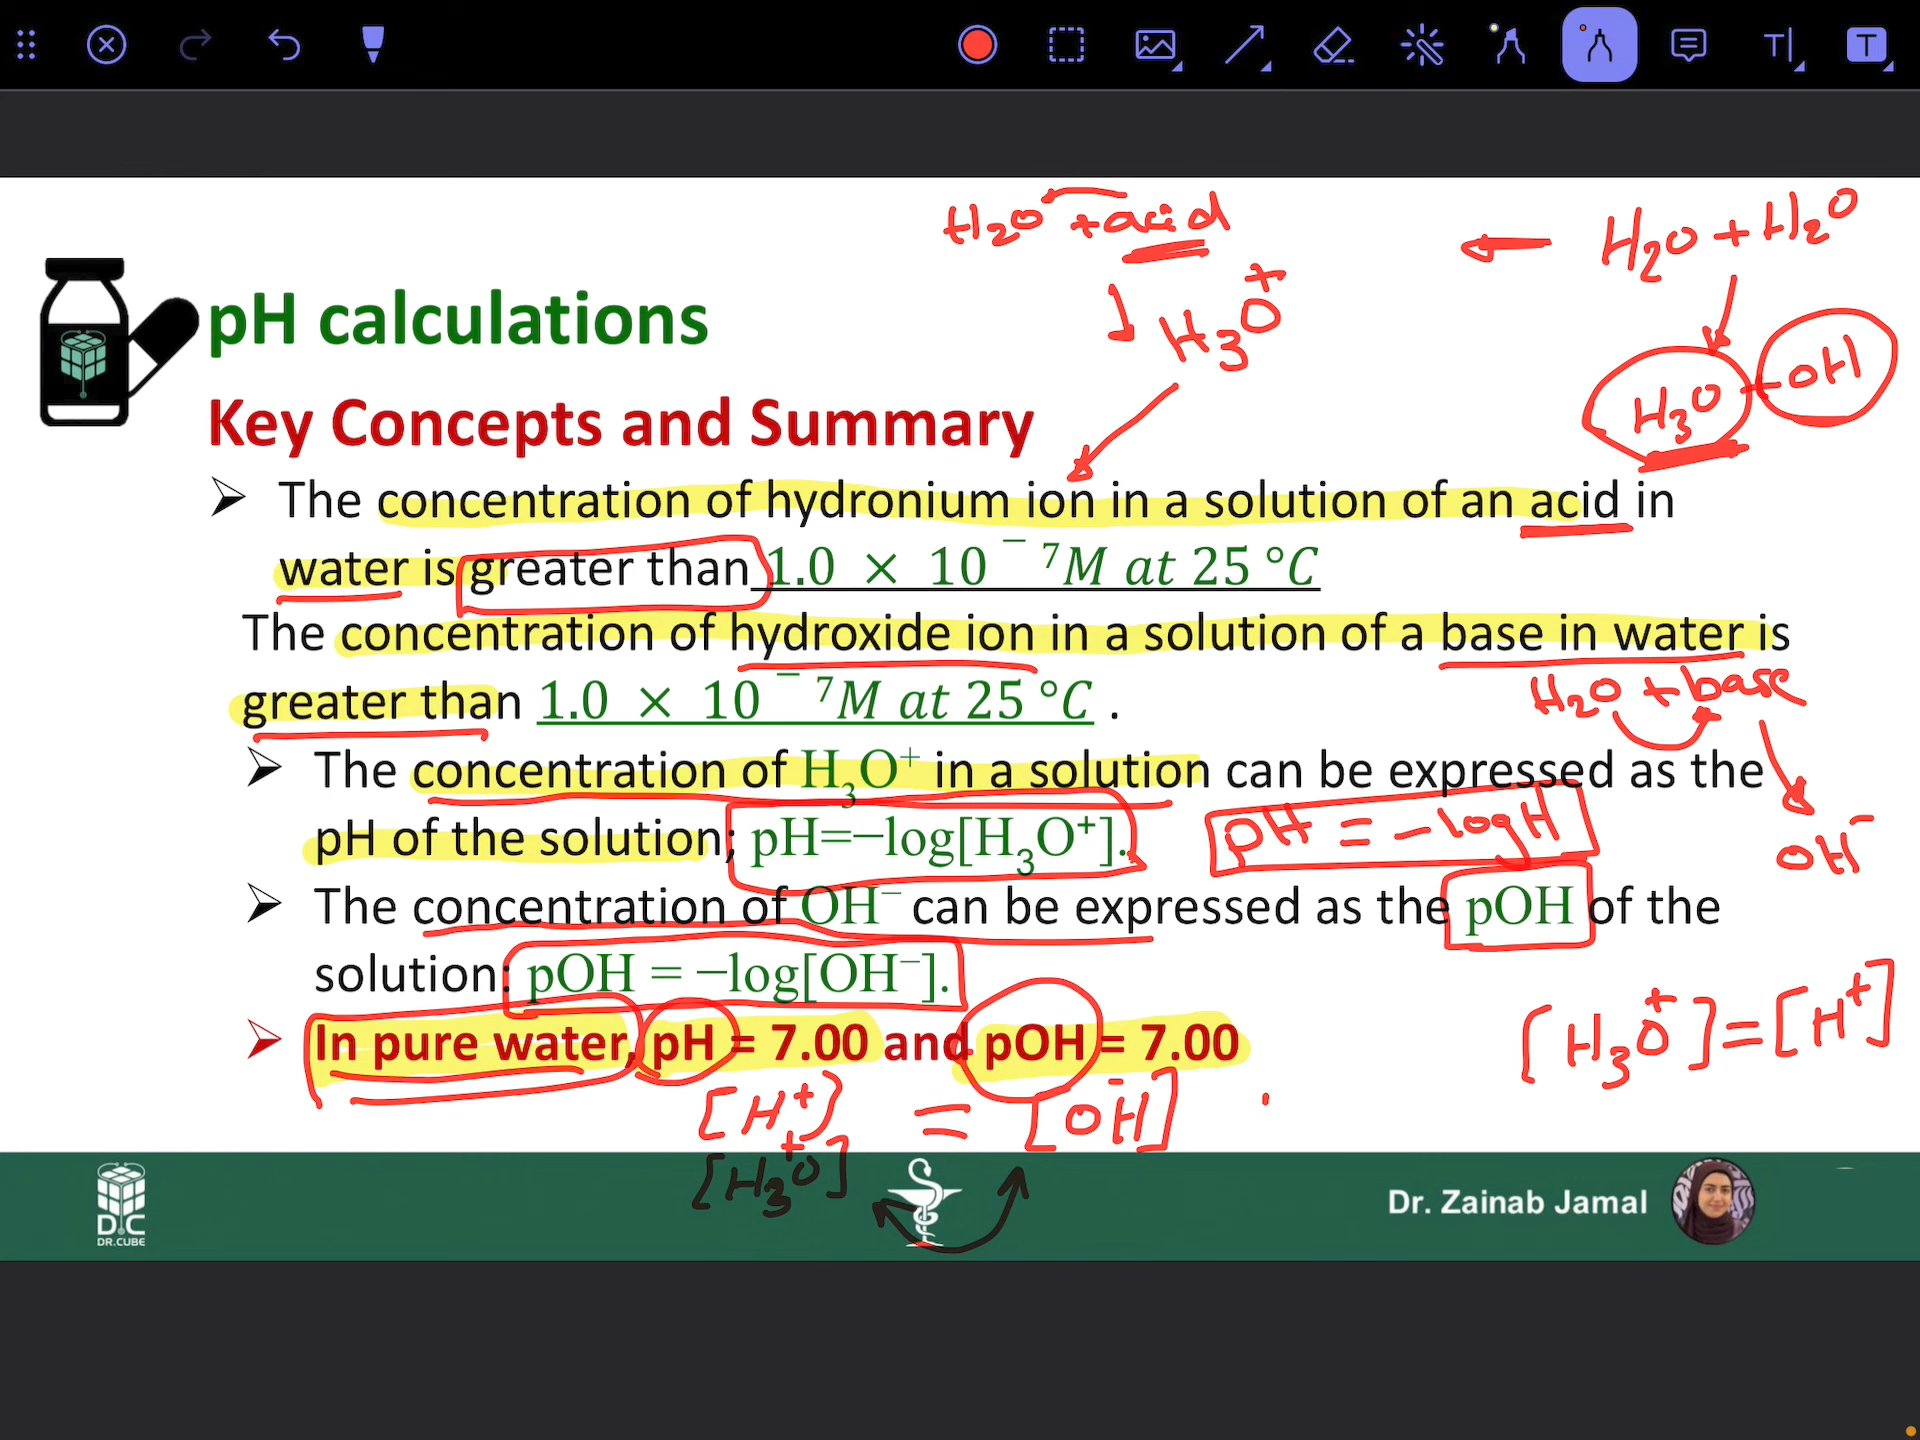 H2O + acid
H2O + H2O
H3O+
H3O + OH
pH calculations
Key Concepts and Summary
➢ The concentration of hydronium ion in a solution of an acid in
water is greater than 1.0 × 10⁻⁷M at 25 °C
The concentration of hydroxide ion in a solution of a base in water is
greater than 1.0 × 10⁻⁷M at 25 °C .
H2O + base
➢ The concentration of H₃O⁺ in a solution can be expressed as the
pH of the solution; pH=−log[H₃O⁺].
pH = -logH
OH⁻
➢ The concentration of OH⁻ can be expressed as the pOH of the
solution: pOH = −log[OH⁻].
[H3O+] = [H+]
➢ In pure water, pH = 7.00 and pOH = 7.00
[H+] = [OH⁻]
[H3O+]
D.C
DR.CUBE
Dr. Zainab Jamal